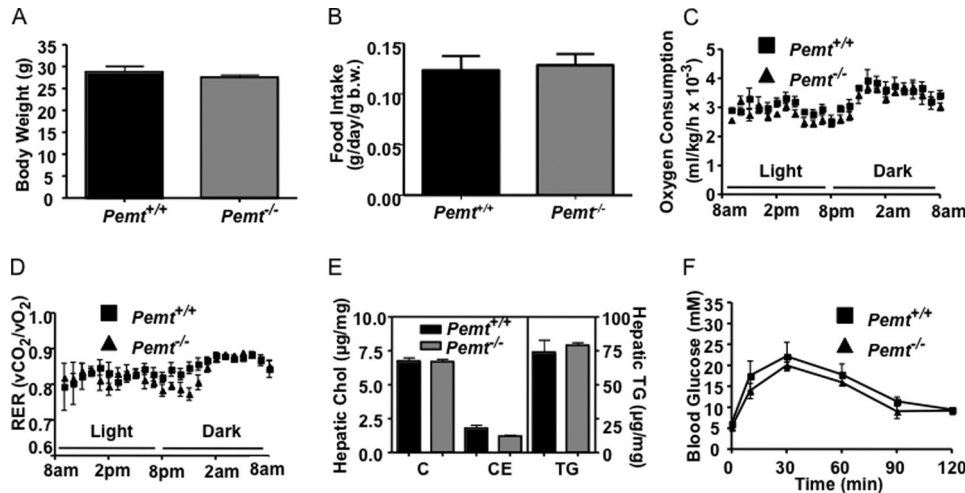 A
Body Weight (g)
35
30
25
20
15
10
5
0
Pemt+/+
Pemt-/-
B
Food Intake
(g/day/g b.w.)
0.15
0.10
0.05
0.00
Pemt+/+
Pemt-/-
C
Oxygen Consumption
(ml/kg/h x 10-3)
Pemt+/+
Pemt-/-
5
4
3
2
1
0
Light
Dark
8am
2pm
8pm
2am
8am
D
RER (vCO2/vO2)
Pemt+/+
Pemt-/-
1.0
0.9
0.8
0.7
0.6
Light
Dark
8am
2pm
8pm
2am
8am
E
Hepatic Chol (µg/mg)
10.0
7.5
5.0
2.5
0.0
Pemt+/+
Pemt-/-
100
75
50
25
0
Hepatic TG (µg/mg)
C
CE
TG
F
Blood Glucose (mM)
35
30
25
20
15
10
5
0
Pemt+/+
Pemt-/-
0
30
60
90
120
Time (min)